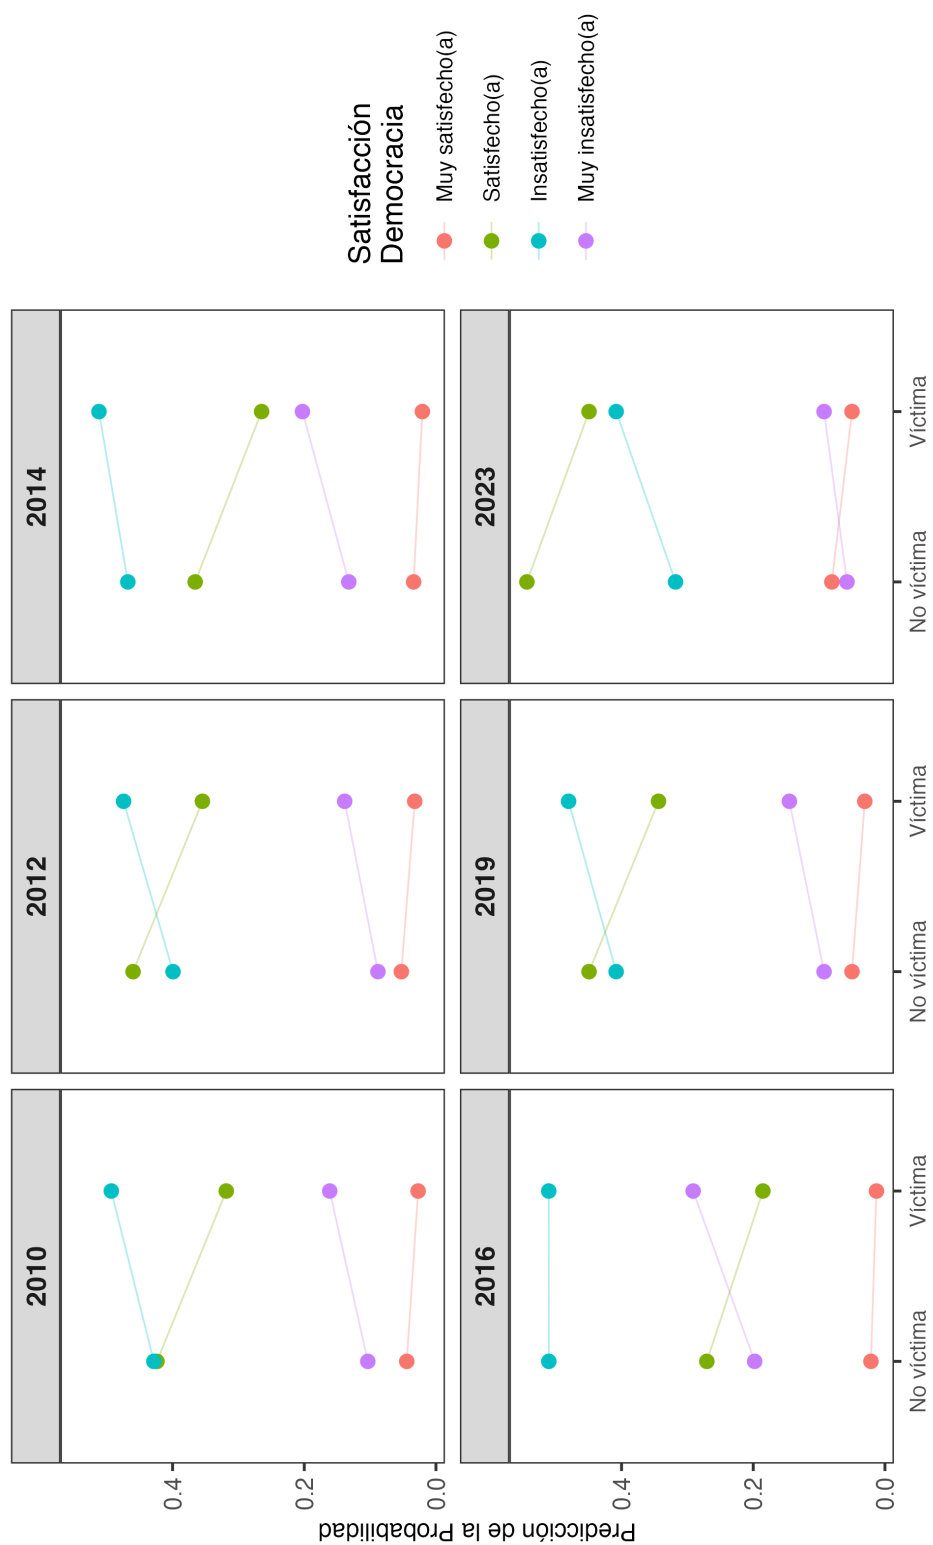 2010
2012
2014
2016
2019
2023
0.4
0.2
0.0
0.4
0.2
0.0
Predicción de la Probabilidad
No víctima
Víctima
No víctima
Víctima
No víctima
Víctima
Satisfacción
Democracia
Muy satisfecho(a)
Satisfecho(a)
Insatisfecho(a)
Muy insatisfecho(a)